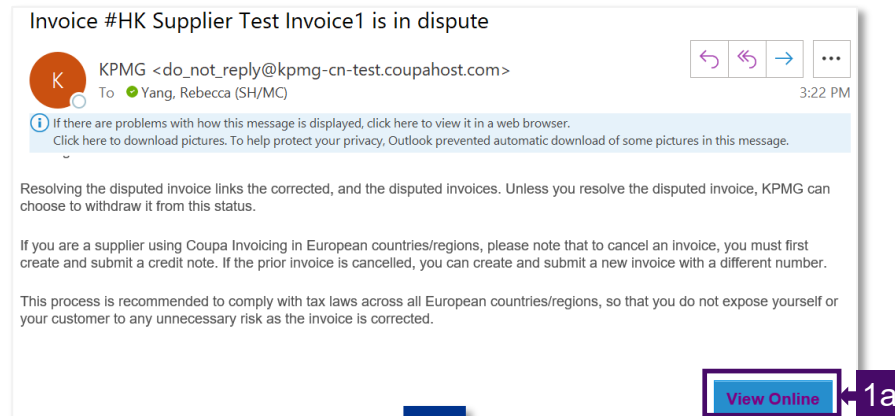 Invoice #HK Supplier Test Invoice1 is in dispute
K
KPMG <do_not_reply@kpmg-cn-test.coupahost.com>
To Yang, Rebecca (SH/MC)
3:22 PM
If there are problems with how this message is displayed, click here to view it in a web browser.
Click here to download pictures. To help protect your privacy, Outlook prevented automatic download of some pictures in this message.
Resolving the disputed invoice links the corrected, and the disputed invoices. Unless you resolve the disputed invoice, KPMG can
choose to withdraw it from this status.
If you are a supplier using Coupa Invoicing in European countries/regions, please note that to cancel an invoice, you must first
create and submit a credit note. If the prior invoice is cancelled, you can create and submit a new invoice with a different number.
This process is recommended to comply with tax laws across all European countries/regions, so that you do not expose yourself or
your customer to any unnecessary risk as the invoice is corrected.
View Online
1a